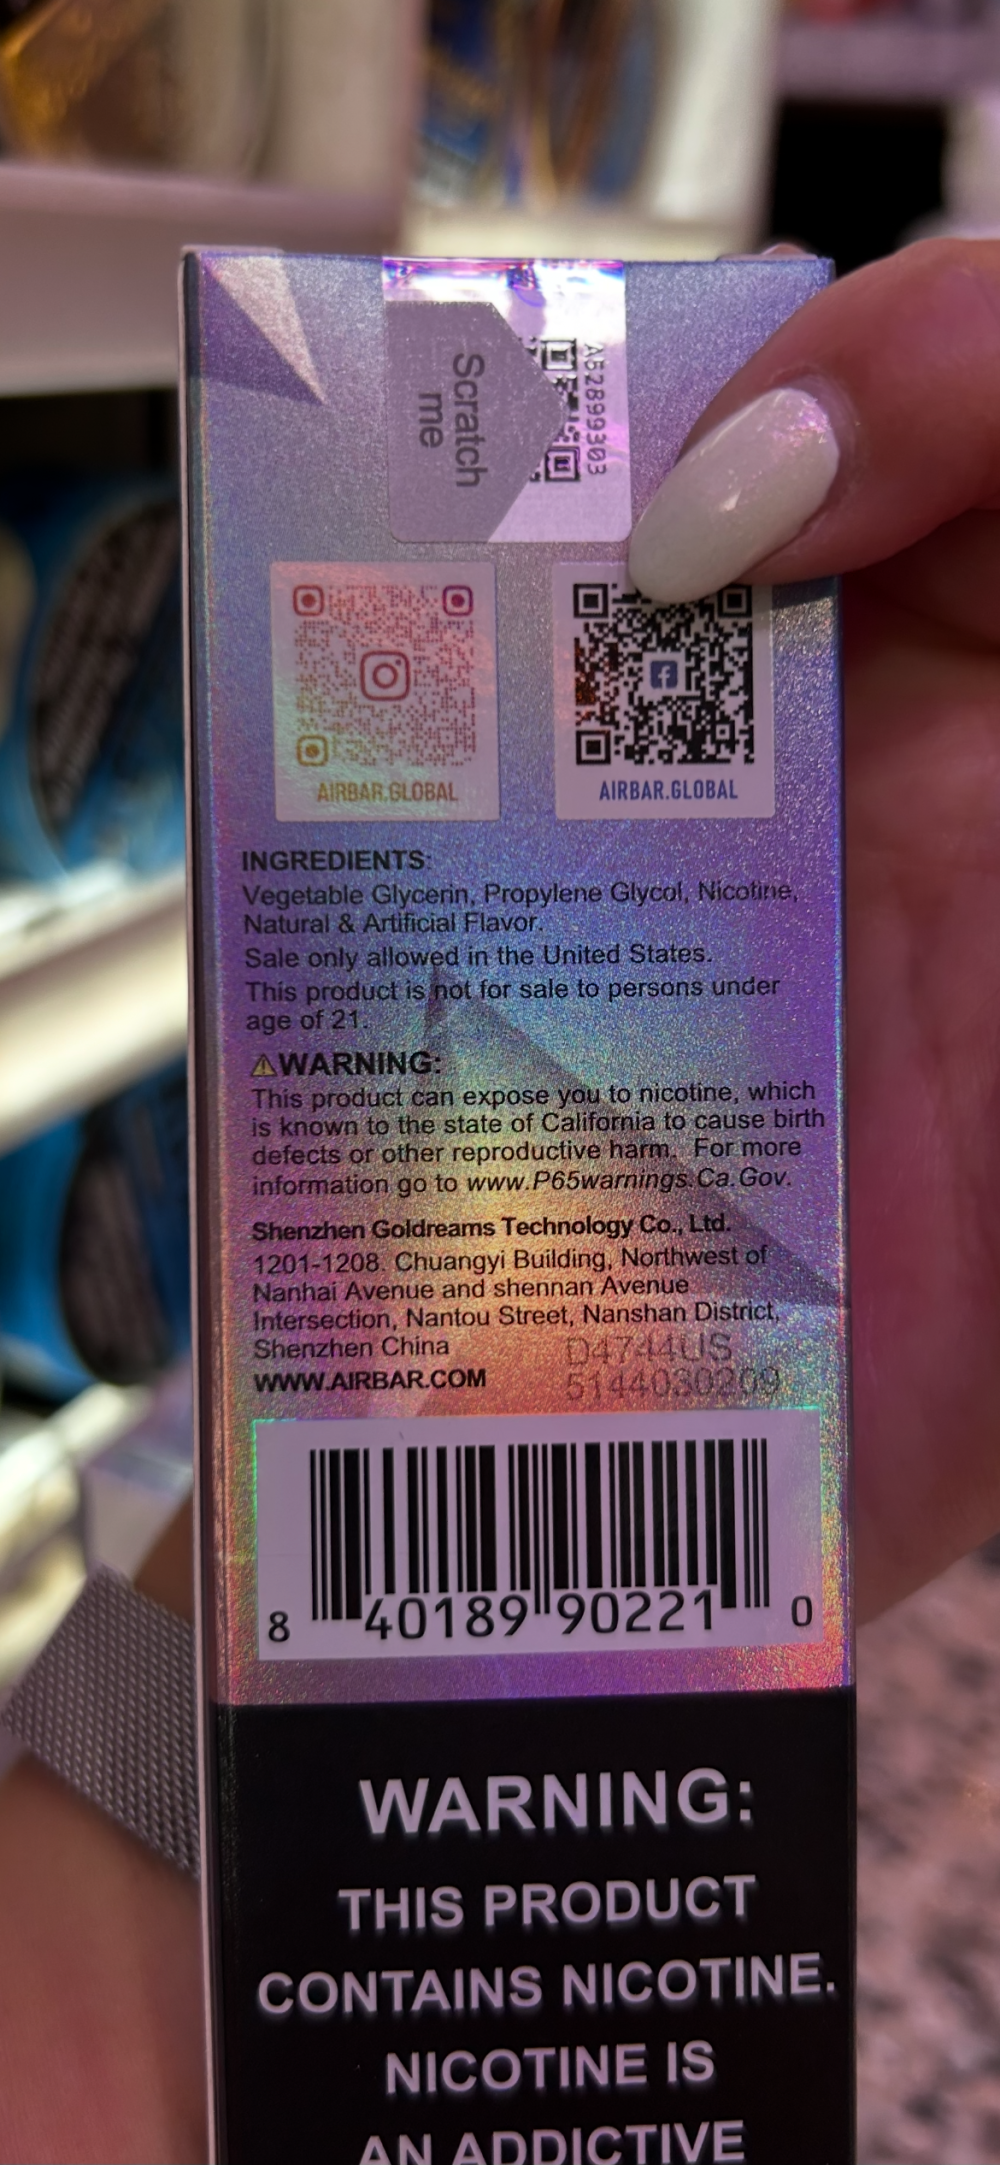 Scratch
me
A52899303
AIRBAR.GLOBAL
AIRBAR.GLOBAL
INGREDIENTS:
Vegetable Glycerin, Propylene Glycol, Nicotine,
Natural & Artificial Flavor.
Sale only allowed in the United States.
This product is not for sale to persons under
age of 21.
⚠WARNING:
This product can expose you to nicotine, which
is known to the state of California to cause birth
defects or other reproductive harm. For more
information go to www.P65warnings.Ca.Gov.
Shenzhen Goldreams Technology Co., Ltd.
1201-1208. Chuangyi Building, Northwest of
Nanhai Avenue and shennan Avenue
Intersection, Nantou Street, Nanshan District,
Shenzhen China
WWW.AIRBAR.COM
D4744US
5144030209
8 40189 90221 0
WARNING:
THIS PRODUCT
CONTAINS NICOTINE.
NICOTINE IS
AN ADDICTIVE